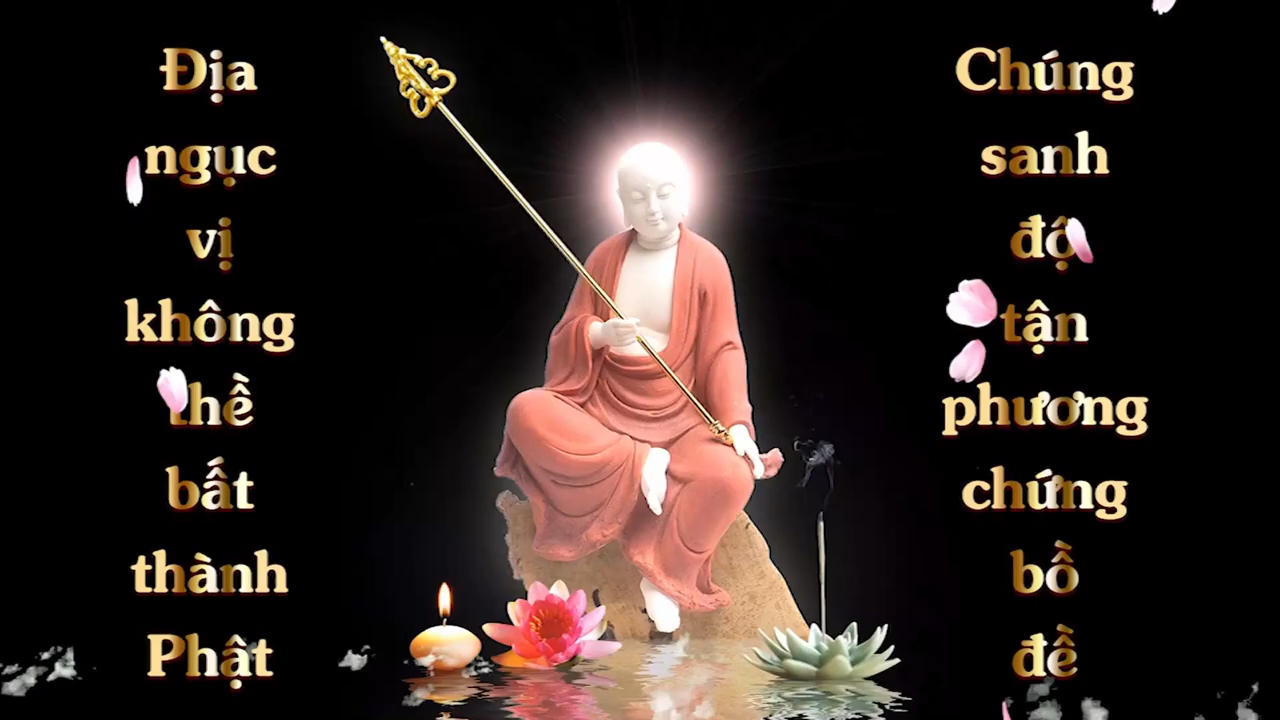 Địa
ngục
vị
không
thề
bất
thành
Phật
Chúng
sanh
độ
tận
phương
chứng
bồ
đề